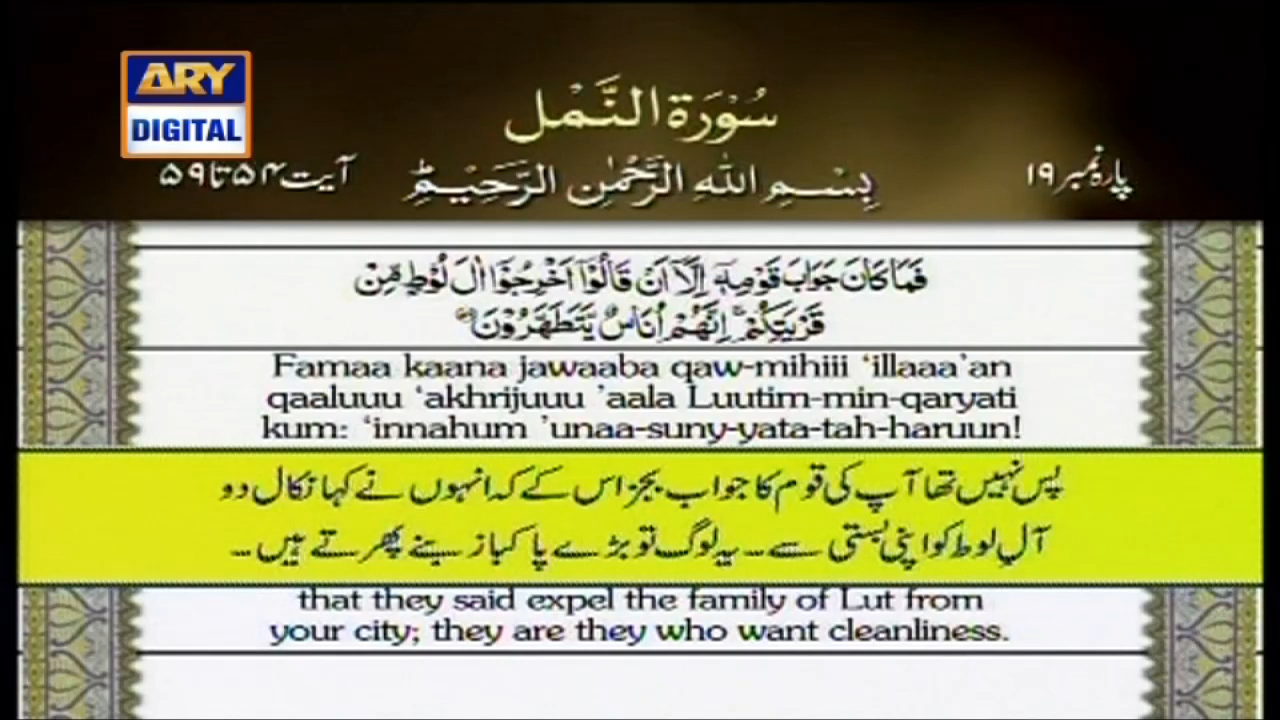 ARY
DIGITAL
سُوْرَةُ النَّمْل
پارہ نمبر ۱۹
بِسْمِ اللهِ الرَّحْمٰنِ الرَّحِيْمِ
آیت ۵۴ تا ۵۹
فَمَا كَانَ جَوَابَ قَوْمِهٖٓ اِلَّآ اَنْ قَالُوْٓا اَخْرِجُوْٓا اٰلَ لُوْطٍ مِّنْ
قَرْيَتِكُمْ ۚ اِنَّهُمْ اُنَاسٌ يَّتَطَهَّرُوْنَ
Famaa kaana jawaaba qaw-mihiii ‘illaaa’an
qaaluuu ‘akhrijuuu ’aala Luutim-min-qaryati
kum: ‘innahum ’unaa-suny-yata-tah-haruun!
پس نہیں تھا آپ کی قوم کا جواب بجز اس کے کہ انہوں نے کہا نکال دو
آلِ لوط کو اپنی بستی سے ۔۔ یہ لوگ تو بڑے پاکباز بنے پھرتے ہیں ۔۔
that they said expel the family of Lut from
your city; they are they who want cleanliness.